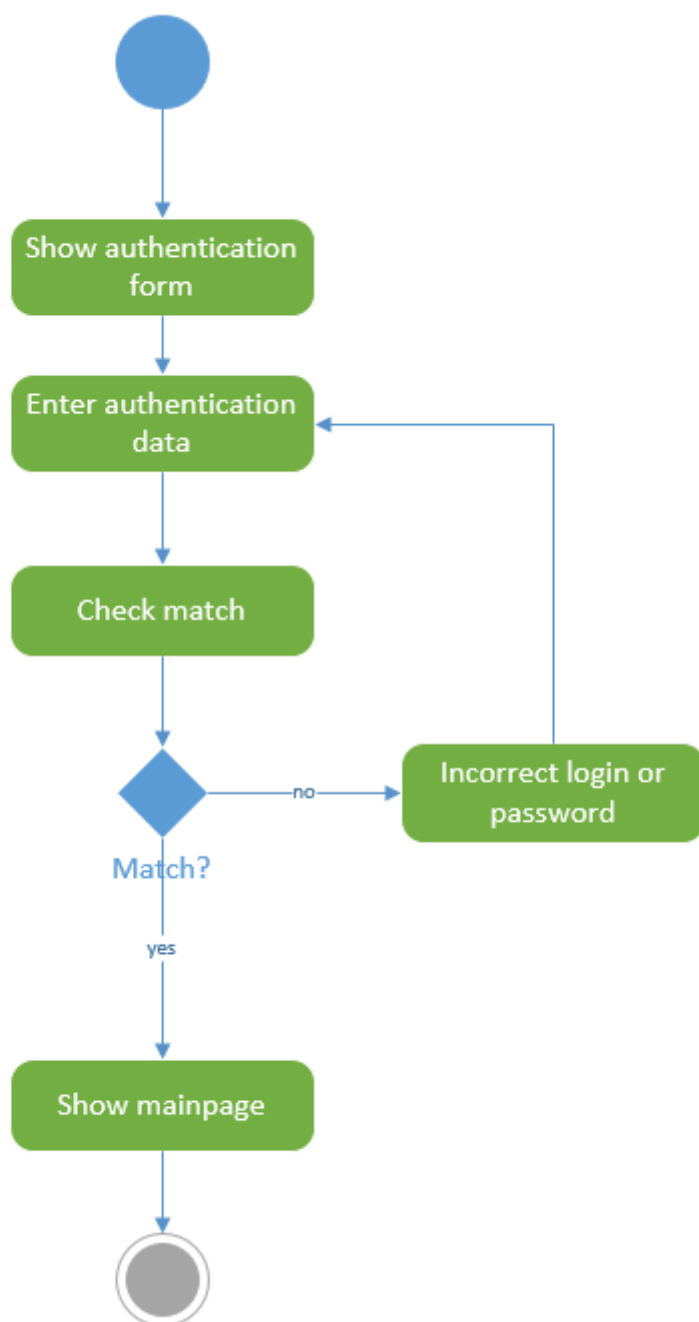 Show authentication
form
Enter authentication
data
Check match
no
Incorrect login or
password
Match?
yes
Show mainpage